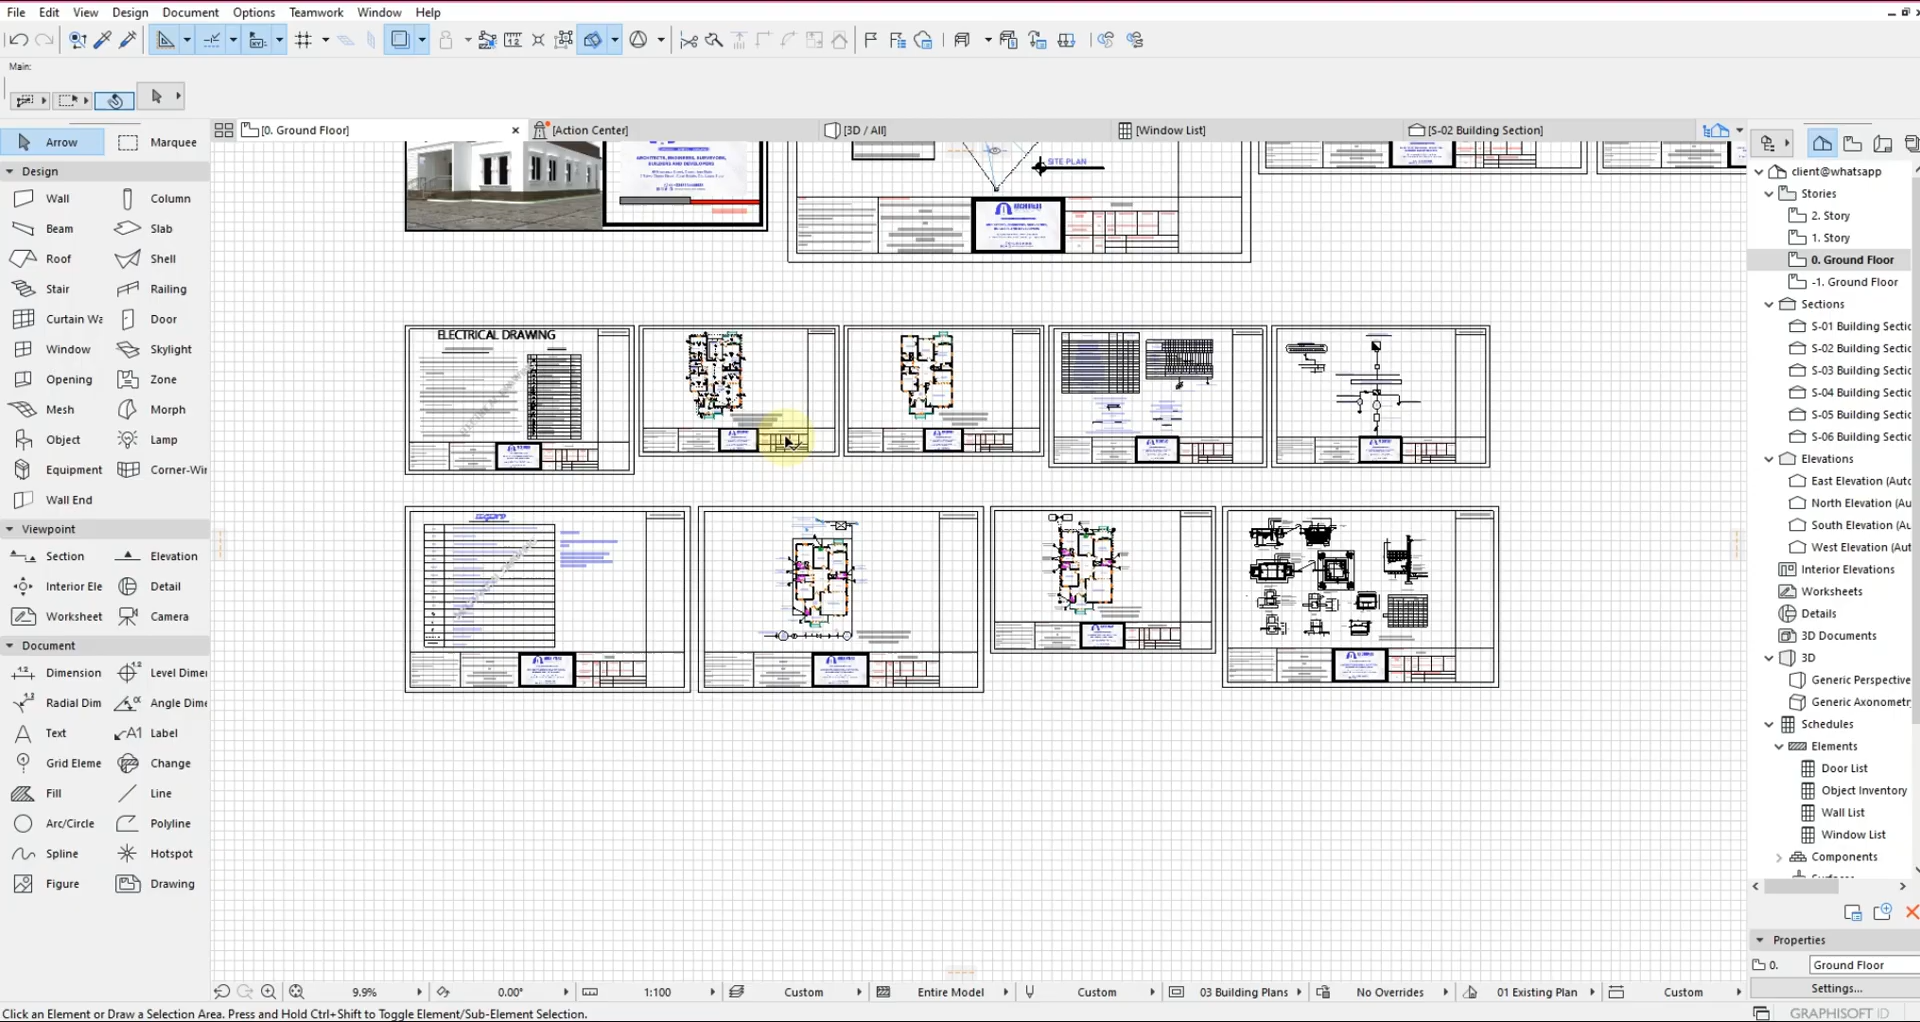 File Edit View Design Document Options Teamwork Window Help
Main:
[0. Ground Floor] [Action Center] [3D / All] [Window List] [S-02 Building Section]
Arrow Marquee
Design
Wall Column
Beam Slab
Roof Shell
Stair Railing
Curtain Wa Door
Window Skylight
Opening Zone
Mesh Morph
Object Lamp
Equipment Corner-Wir
Wall End
Viewpoint
Section Elevation
Interior Ele Detail
Worksheet Camera
Document
Dimension Level Dime
Radial Dim Angle Dime
Text Label
Grid Eleme Change
Fill Line
Arc/Circle Polyline
Spline Hotspot
Figure Drawing
ARCHITECTS, ENGINEERS, SURVEYORS,
BUILDERS AND DEVELOPERS
SITE PLAN
ELECTRICAL DRAWING
client@whatsapp
Stories
2. Story
1. Story
0. Ground Floor
-1. Ground Floor
Sections
S-01 Building Sectic
S-02 Building Sectic
S-03 Building Sectic
S-04 Building Sectic
S-05 Building Sectic
S-06 Building Sectic
Elevations
East Elevation (Autc
North Elevation (Au
South Elevation (Au
West Elevation (Aut
Interior Elevations
Worksheets
Details
3D Documents
3D
Generic Perspective
Generic Axonometr
Schedules
Elements
Door List
Object Inventory
Wall List
Window List
Components
Properties
0. Ground Floor
Settings...
9.9% 0.00° 1:100 Custom Entire Model Custom 03 Building Plans No Overrides 01 Existing Plan Custom
Click an Element or Draw a Selection Area. Press and Hold Ctrl+Shift to Toggle Element/Sub-Element Selection.
GRAPHISOFT ID